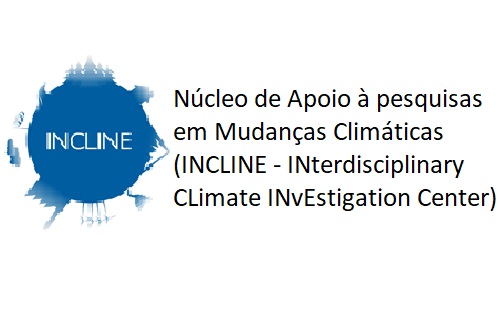 INCLINE
Núcleo de Apoio à pesquisas
em Mudanças Climáticas
(INCLINE - INterdisciplinary
CLimate INvEstigation Center)